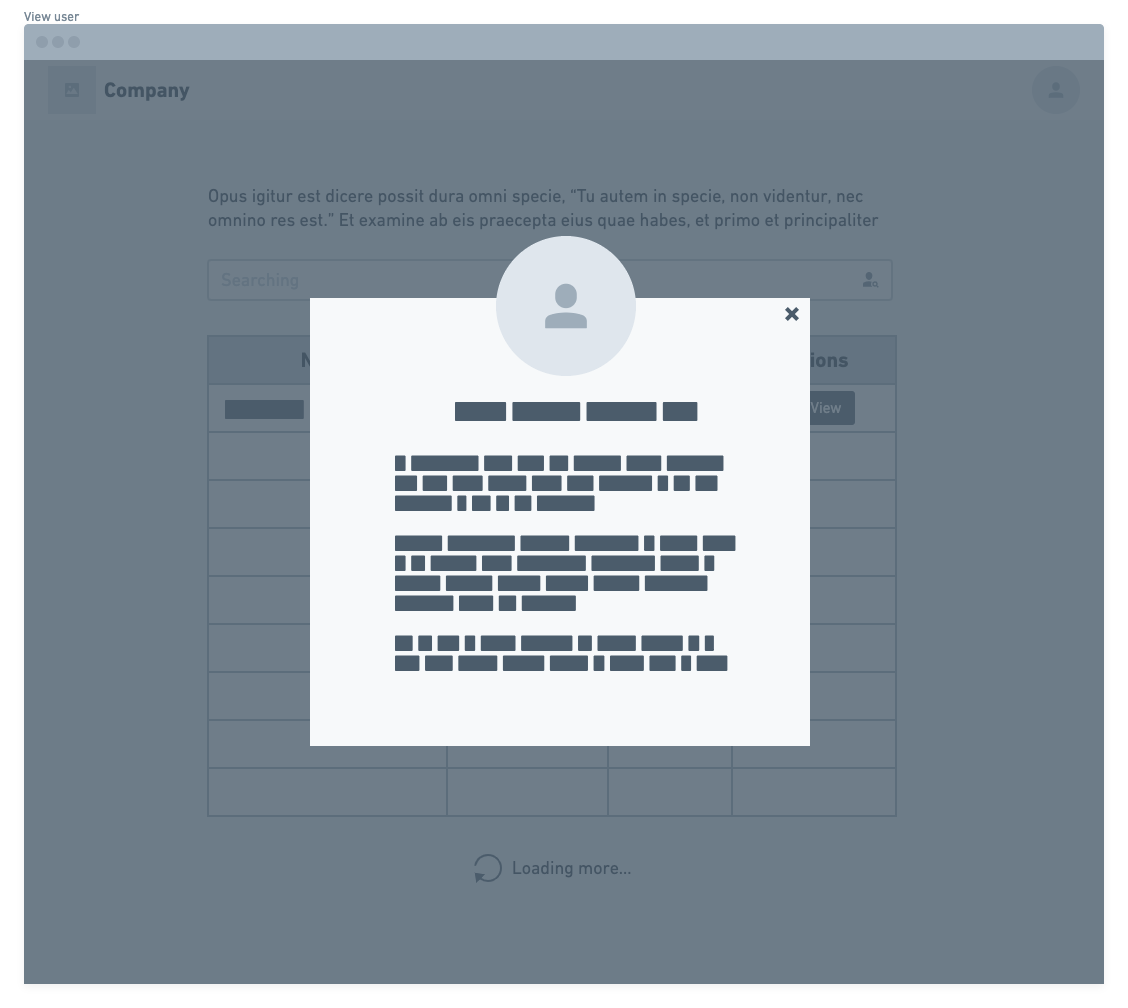 View user
Company
Opus igitur est dicere possit dura omni specie, "Tu autem in specie, non videntur, nec
omnino res est." Et examine ab eis praecepta eius quae habes, et primo et principaliter
Searching
N
ions
View
Loading more...